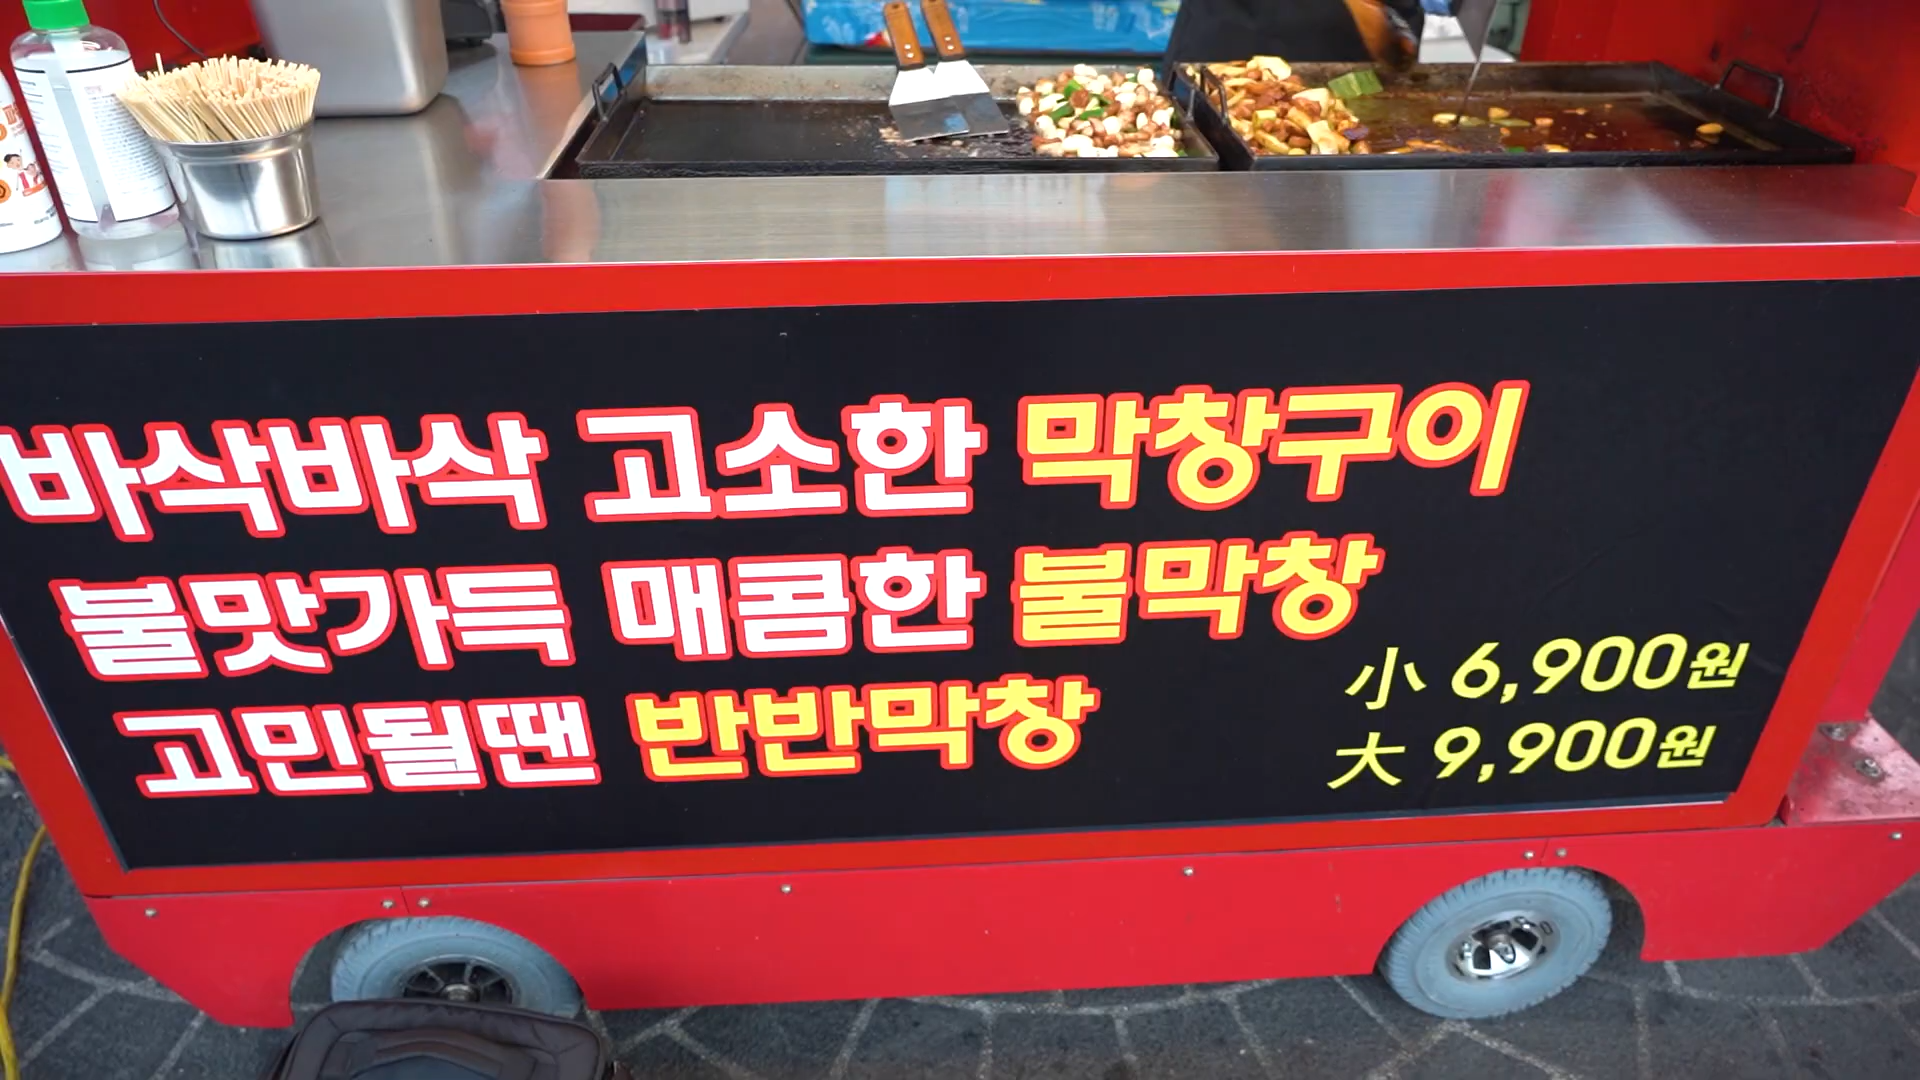 바삭바삭 고소한 막창구이
불맛가득 매콤한 불막창
고민될땐 반반막창
小 6,900원
大 9,900원